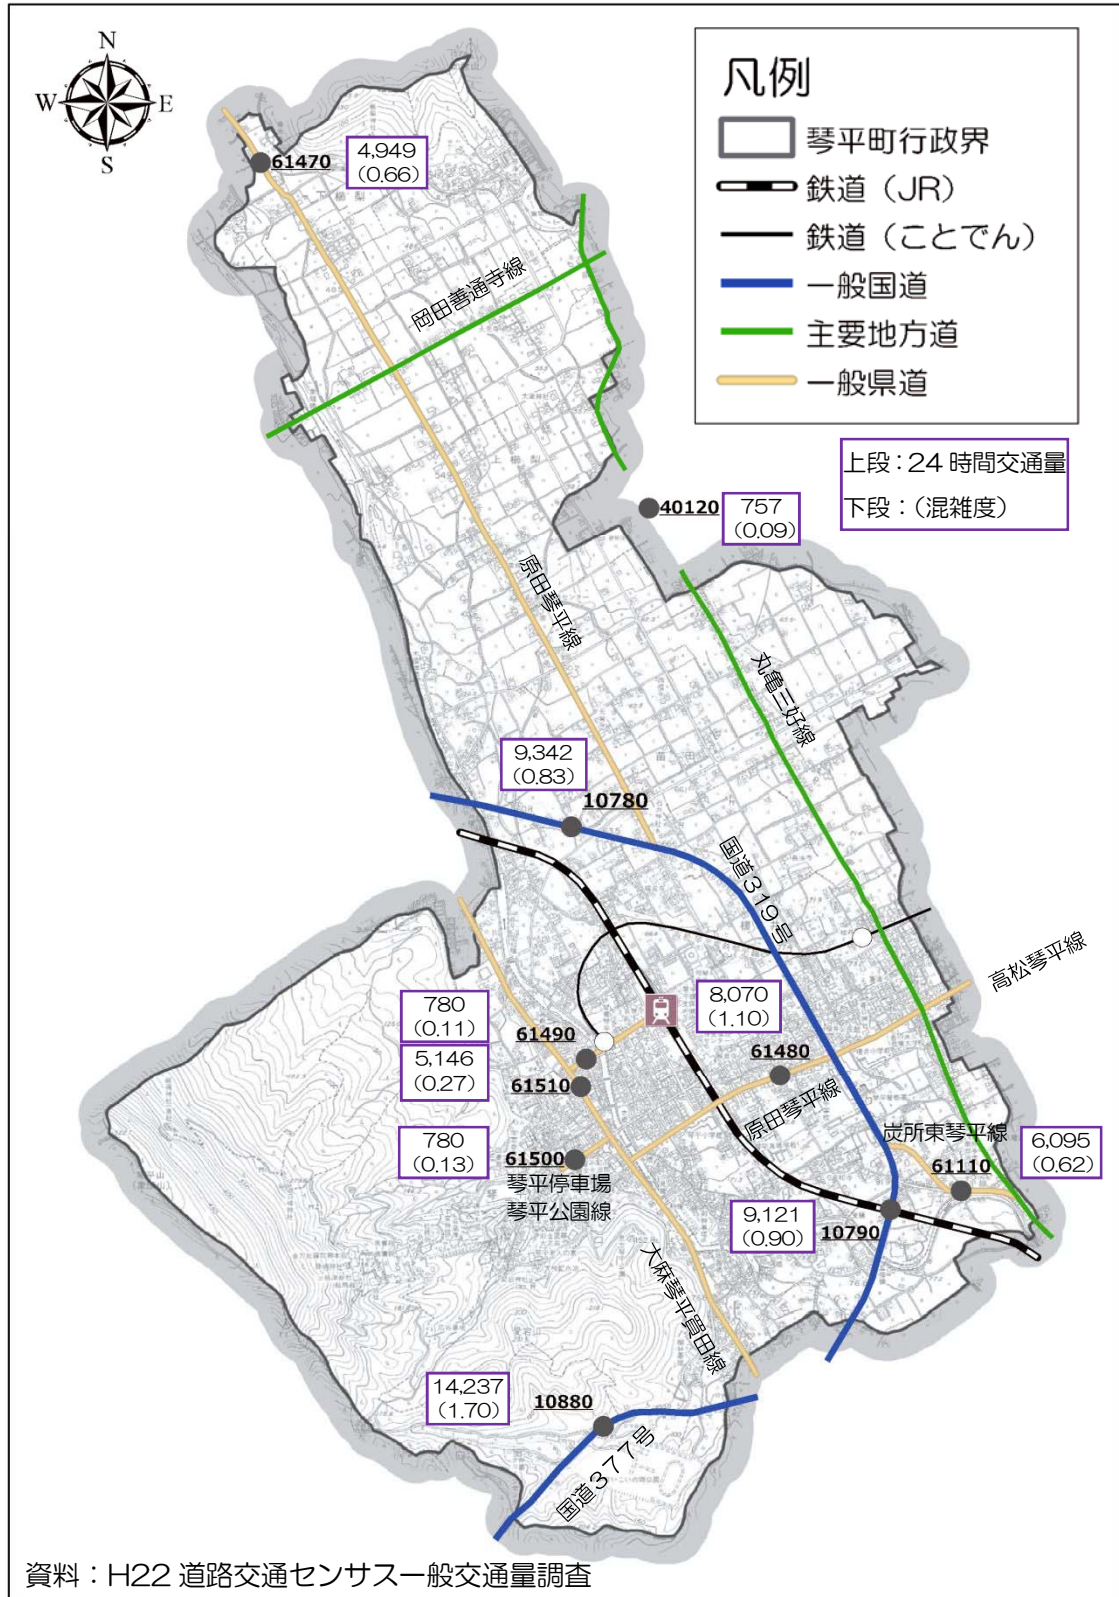 N
W
E
S
凡例
琴平町行政界
鉄道（JR）
鉄道（ことでん）
一般国道
主要地方道
一般県道
上段：24 時間交通量
下段：（混雑度）
61470
4,949
（0.66）
岡田善通寺線
40120
757
（0.09）
原田琴平線
丸亀三好線
9,342
（0.83）
10780
国道３１９号
高松琴平線
780
（0.11）
61490
8,070
（1.10）
5,146
（0.27）
61510
61480
原田琴平線
炭所東琴平線
6,095
（0.62）
61110
780
（0.13）
61500
琴平停車場
琴平公園線
9,121
（0.90）
10790
大麻琴平買田線
14,237
（1.70）
10880
国道３７７号
資料：H22 道路交通センサス一般交通量調査